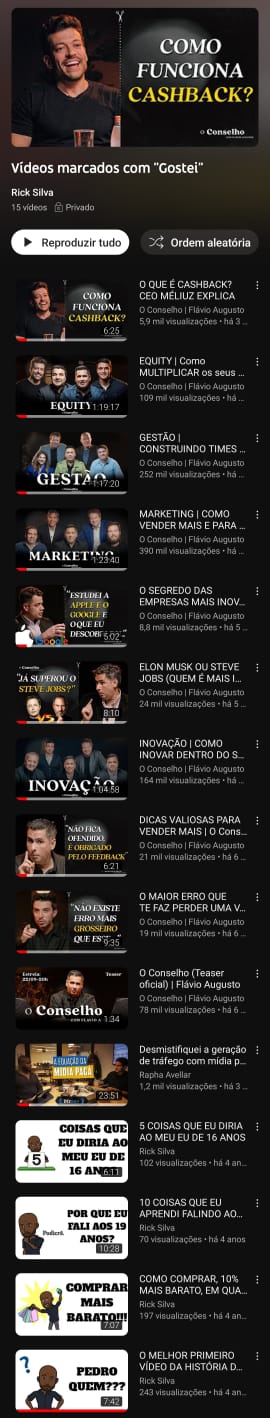 COMO
FUNCIONA
CASHBACK?
o Conselho
Vídeos marcados com "Gostei"
Rick Silva
15 vídeos Privado
Reproduzir tudo
Ordem aleatória
COMO
FUNCIONA
CASHBACK?
6:25
O QUE É CASHBACK?
CEO MÉLIUZ EXPLICA
O Conselho | Flávio Augusto
5,9 mil visualizações • há 3 ...
EQUITY
1:19:17
EQUITY | Como
MULTIPLICAR os seus ...
O Conselho | Flávio Augusto
109 mil visualizações • há ...
GESTÃO
1:17:20
GESTÃO |
CONSTRUINDO TIMES ...
O Conselho | Flávio Augusto
252 mil visualizações • há ...
MARKETING
1:23:40
MARKETING | COMO
VENDER MAIS E PARA ...
O Conselho | Flávio Augusto
390 mil visualizações • há ...
"ESTUDEI A
APPLE E O
GOOGLE E
O QUE EU
5:02
Google
O SEGREDO DAS
EMPRESAS MAIS INOV...
O Conselho | Flávio Augusto
8,8 mil visualizações • há 5 ...
o Conselho
"JÁ SUPEROU O
STEVE JOBS?"
VS
8:10
ELON MUSK OU STEVE
JOBS (QUEM É MAIS I...
O Conselho | Flávio Augusto
24 mil visualizações • há 5 ...
INOVAÇÃO
1:04:58
INOVAÇÃO | COMO
INOVAR DENTRO DO S...
O Conselho | Flávio Augusto
164 mil visualizações • há ...
"NÃO FICA
OFENDIDO,
É OBRIGADO
PELO FEEDBACK"
6:21
DICAS VALIOSAS PARA
VENDER MAIS | O Cons...
O Conselho | Flávio Augusto
21 mil visualizações • há 6 ...
"NÃO EXISTE
ERRO MAIS
GROSSEIRO
QUE
9:35
O MAIOR ERRO QUE
TE FAZ PERDER UMA V...
O Conselho | Flávio Augusto
19 mil visualizações • há 6 ...
Estreia:
22/09-20h
Teaser
o Conselho
1:34
O Conselho (Teaser
oficial) | Flávio Augusto
O Conselho | Flávio Augusto
78 mil visualizações • há 6 ...
A EQUAÇÃO DA
MÍDIA PAGA
23:51
Desmistifiquei a geração
de tráfego com mídia p...
Rapha Avellar
1,2 mil visualizações • há 3 ...
COISAS QUE
EU DIRIA AO
MEU EU DE
16 ANOS
5
6:11
5 COISAS QUE EU DIRIA
AO MEU EU DE 16 ANOS
Rick Silva
102 visualizações • há 4 an...
POR QUE EU
FALI AOS 19
ANOS?
Podicrê.
10:28
10 COISAS QUE EU
APRENDI FALINDO AO...
Rick Silva
70 visualizações • há 4 anos
COMPRAR
MAIS
BARATO!!!
7:07
COMO COMPRAR, 10%
MAIS BARATO, EM QUA...
Rick Silva
197 visualizações • há 4 an...
?
PEDRO
QUEM???
7:42
O MELHOR PRIMEIRO
VÍDEO DA HISTÓRIA D...
Rick Silva
243 visualizações • há 4 an...